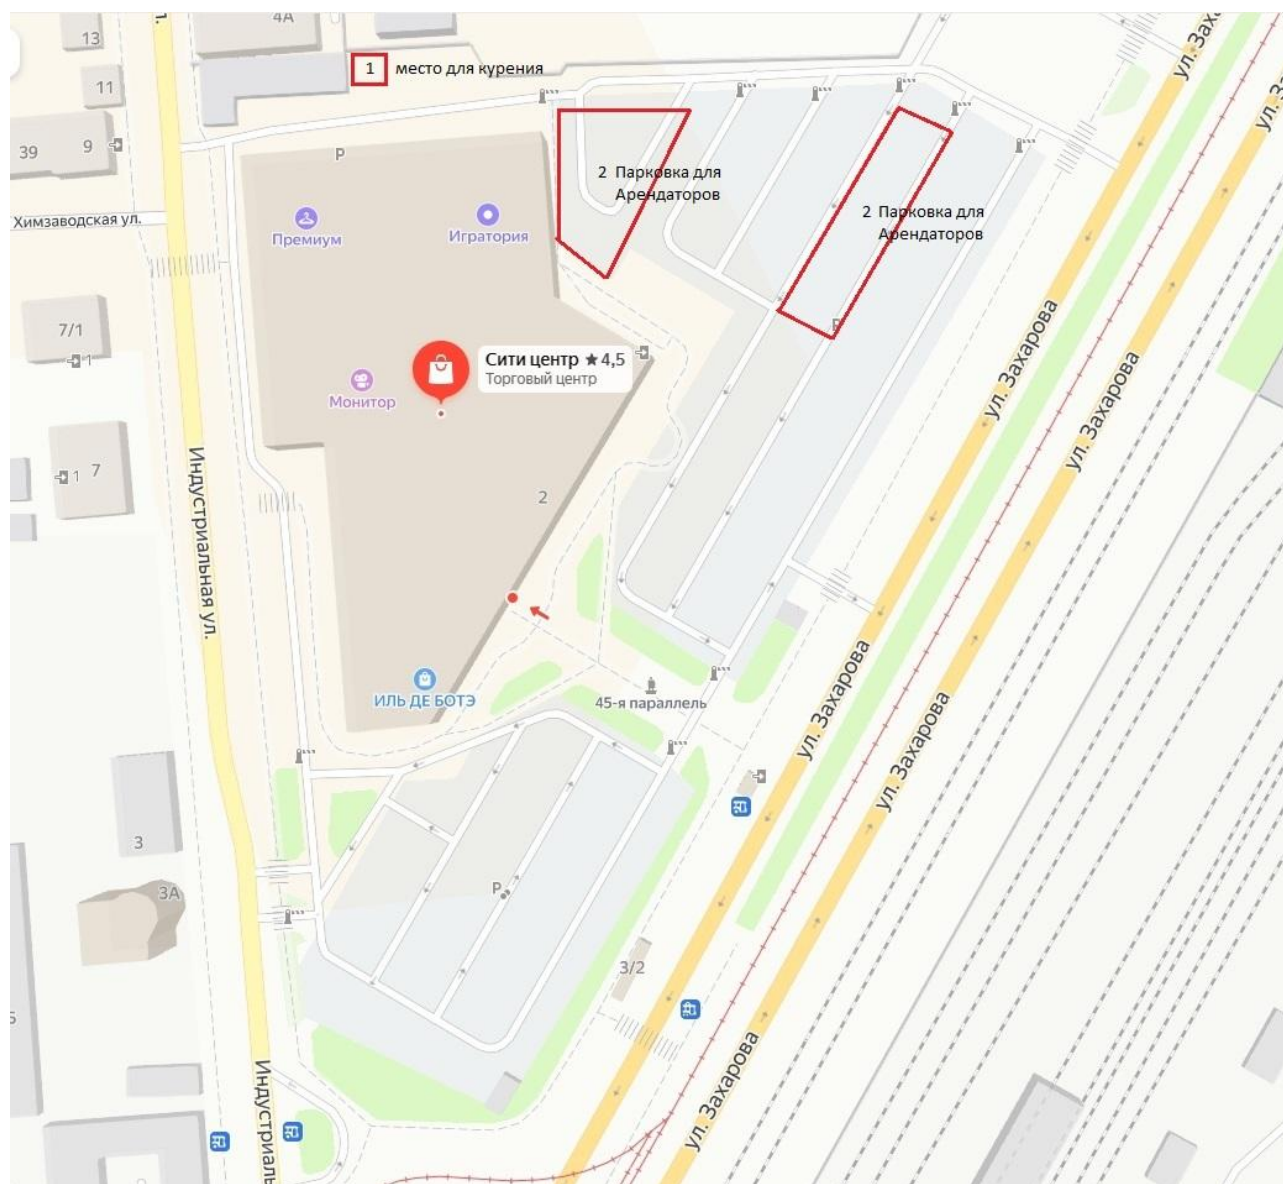 4А
л.
13
1 место для курения
11
ул. Захарова
ул. Захарова
39
9
P
2 Парковка для
Арендаторов
2 Парковка для
Арендаторов
Химзаводская ул.
Премиум
Игратория
7/1
1
P
Сити центр ★ 4,5
Торговый центр
Монитор
ул. Захарова
ул. Захарова
1 7
2
Индустриальная ул.
ИЛЬ ДЕ БОТЭ
45-я параллель
ул. Захарова
ул. Захарова
3
3А
P
3/2
5
ул. Захарова
Индустриаль